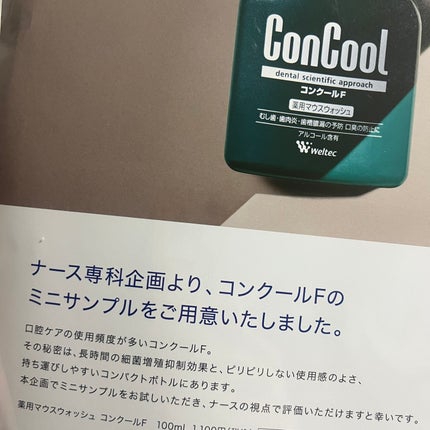 ConCool
dental scientific approach
コンクールF
薬用マウスウォッシュ
むし歯・歯肉炎・歯槽膿漏の予防 口臭の防止に
アルコール含有
Weltec
ナース専科企画より、コンクールFの
ミニサンプルをご用意いたしました。
口腔ケアの使用頻度が多いコンクールF。
その秘密は、長時間の細菌増殖抑制効果と、ピリピリしない使用感のよさ、
持ち運びしやすいコンパクトボトルにあります。
本企画でミニサンプルをお試しいただき、ナースの視点で評価いただけますと幸いです。
薬用マウスウォッシュ コンクールF 100mL 1,100円